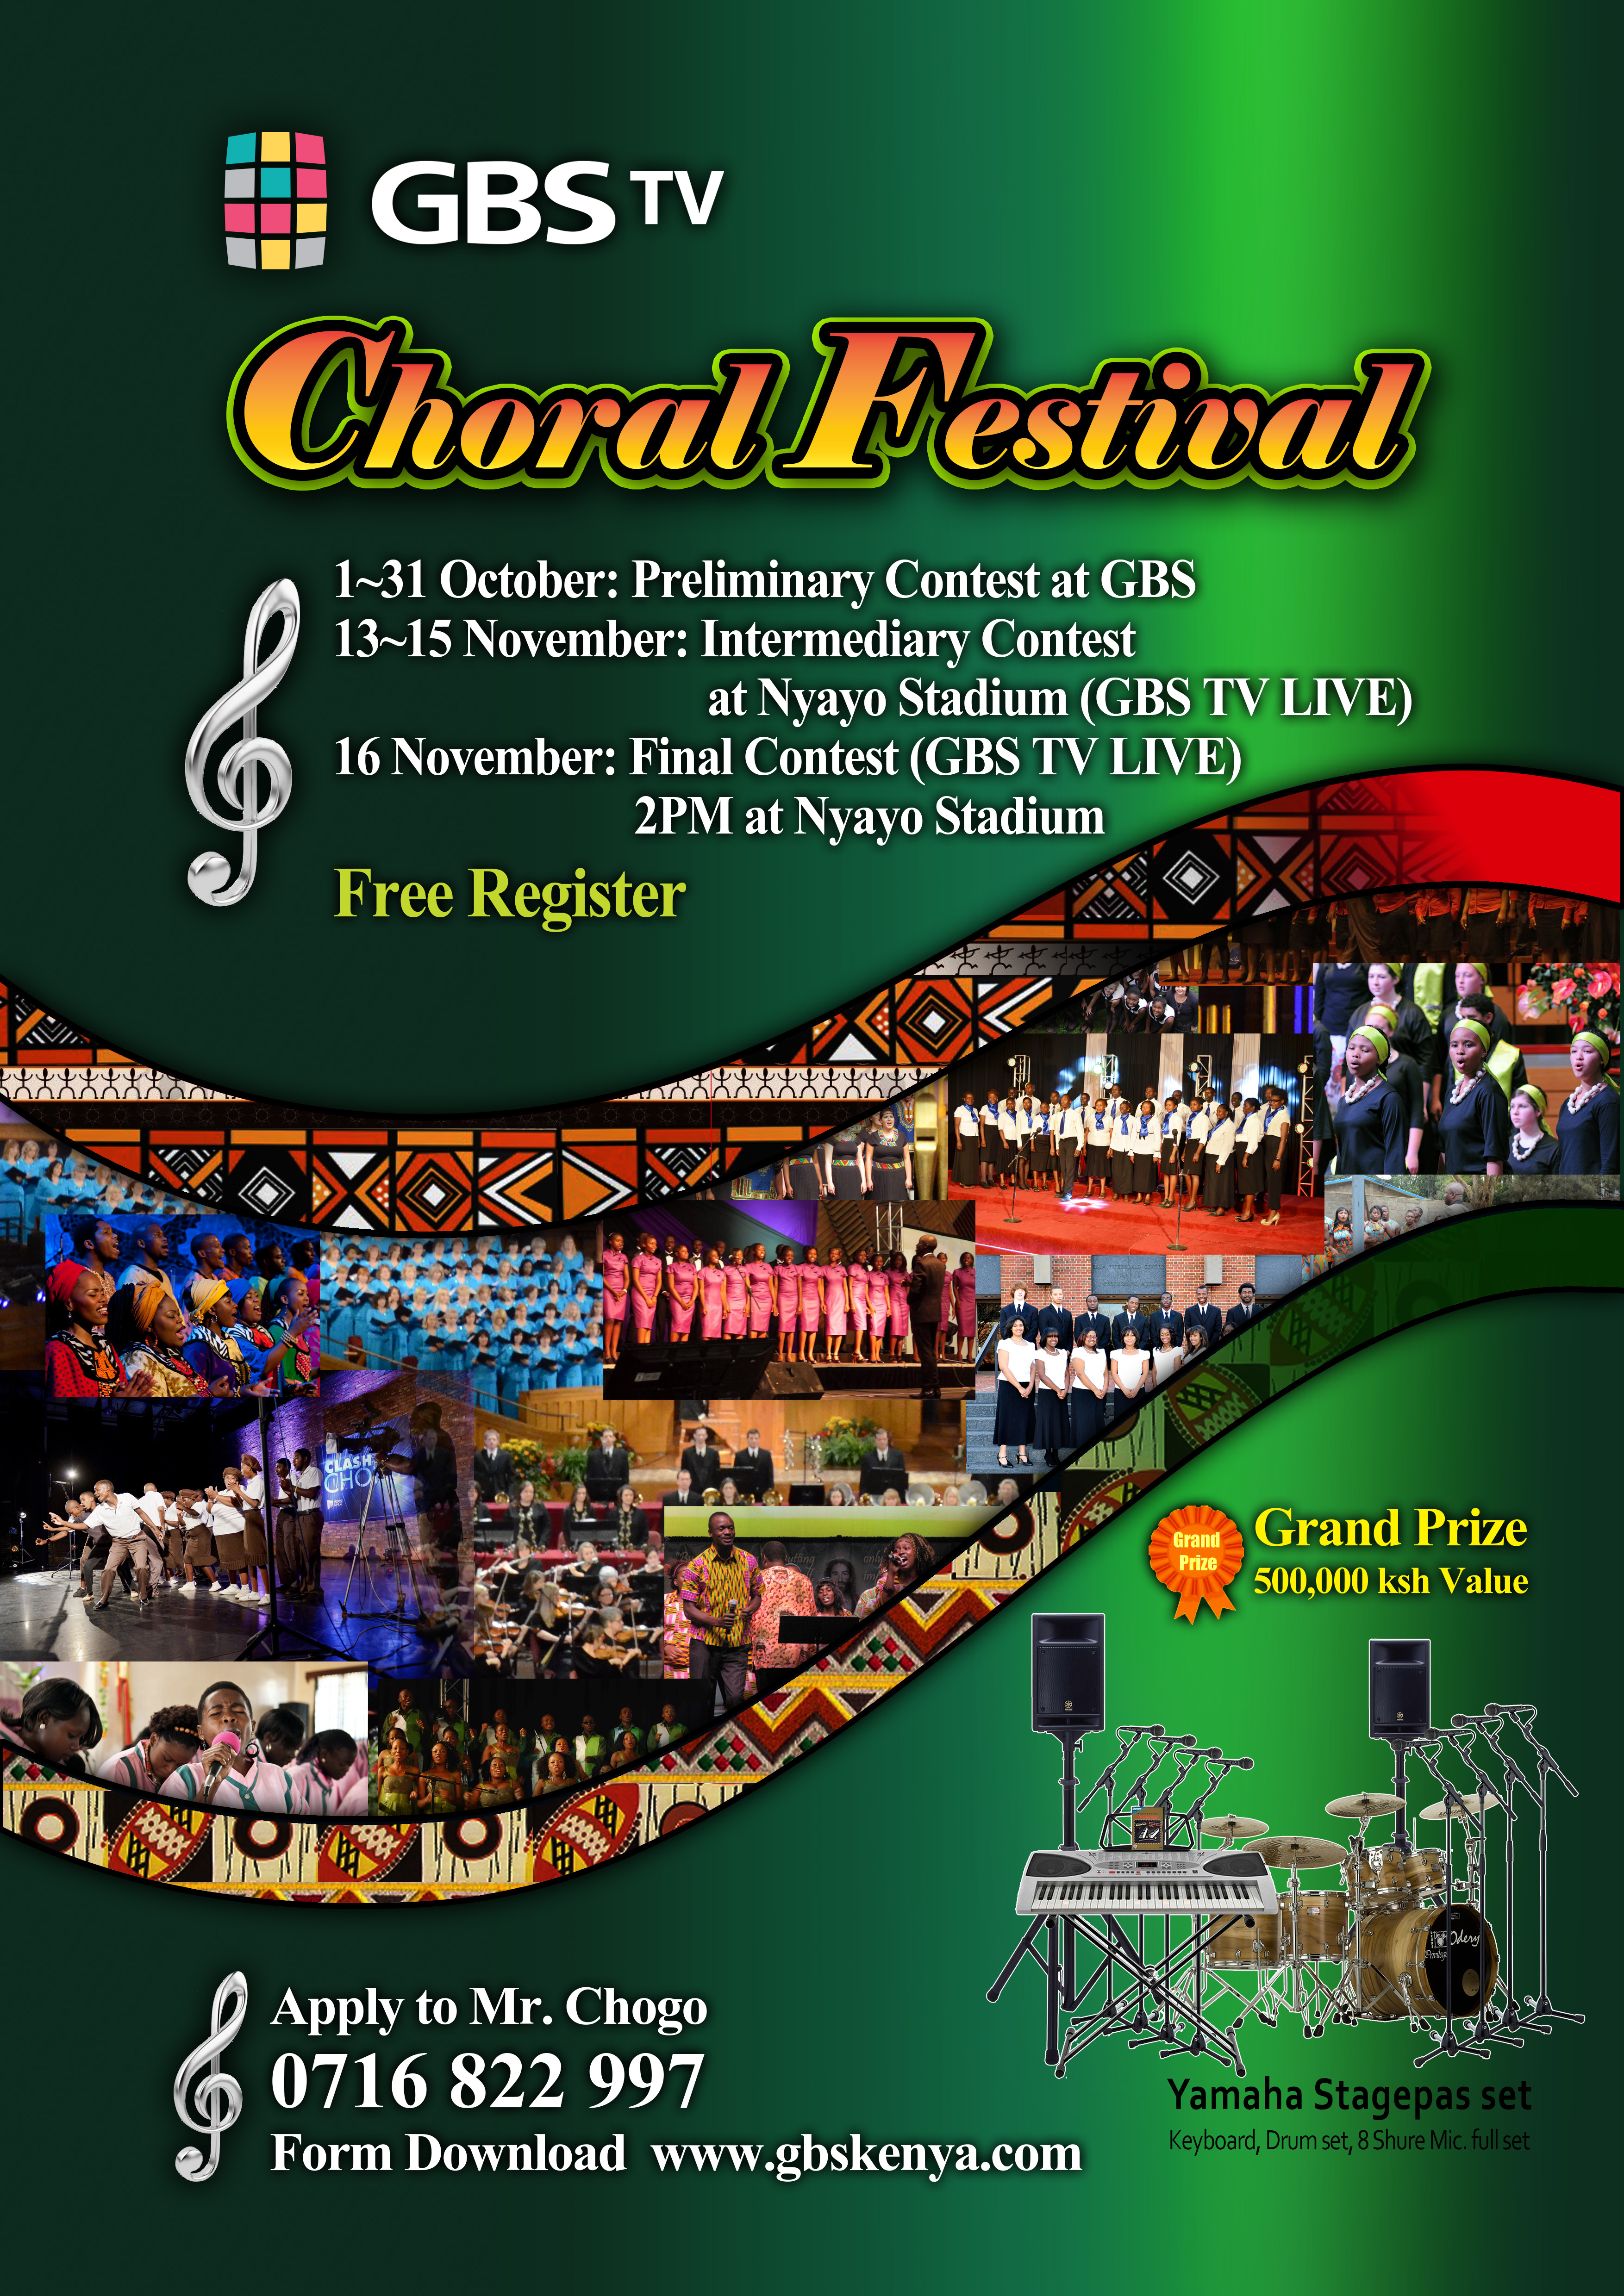 GBS TV
Choral Festival
1~31 October: Preliminary Contest at GBS
13~15 November: Intermediary Contest
at Nyayo Stadium (GBS TV LIVE)
16 November: Final Contest (GBS TV LIVE)
2PM at Nyayo Stadium
Free Register
CLASH
CHO
Grand
Prize
Grand Prize
500,000 ksh Value
Odery
Yamaha Stagepas set
Keyboard, Drum set, 8 Shure Mic. full set
Apply to Mr. Chogo
0716 822 997
Form Download www.gbskenya.com